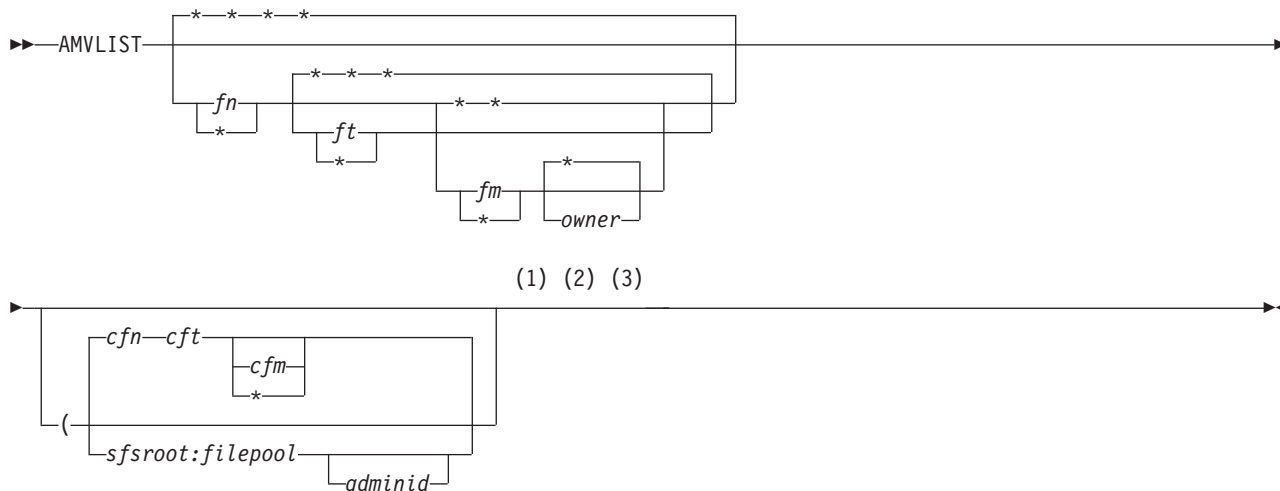 * * * *
AMVLIST
* * *
fn * *
* ft
* *
fm
* owner
(1) (2) (3)
cfn cft
cfm
*
(
sfsroot:filepool
adminid